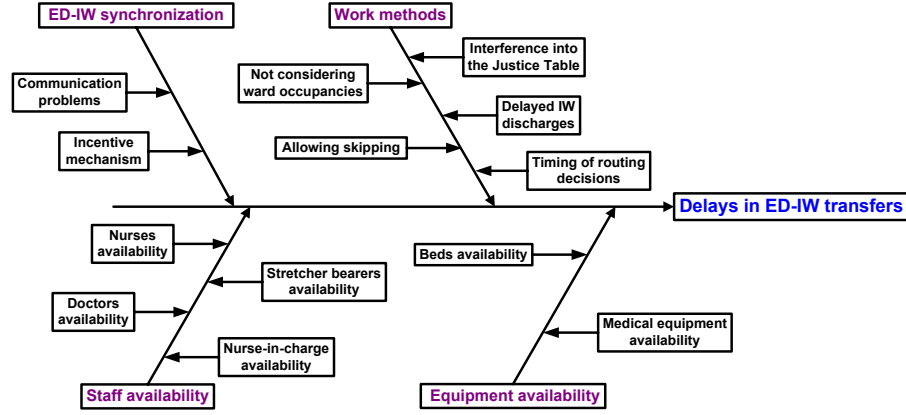 ED-IW synchronization
Work methods
Interference into
the Justice Table
Not considering
ward occupancies
Communication
problems
Delayed IW
discharges
Incentive
mechanism
Allowing skipping
Timing of routing
decisions
Delays in ED-IW transfers
Nurses
availability
Beds availability
Stretcher bearers
availability
Doctors
availability
Medical equipment
availability
Nurse-in-charge
availability
Staff availability
Equipment availability